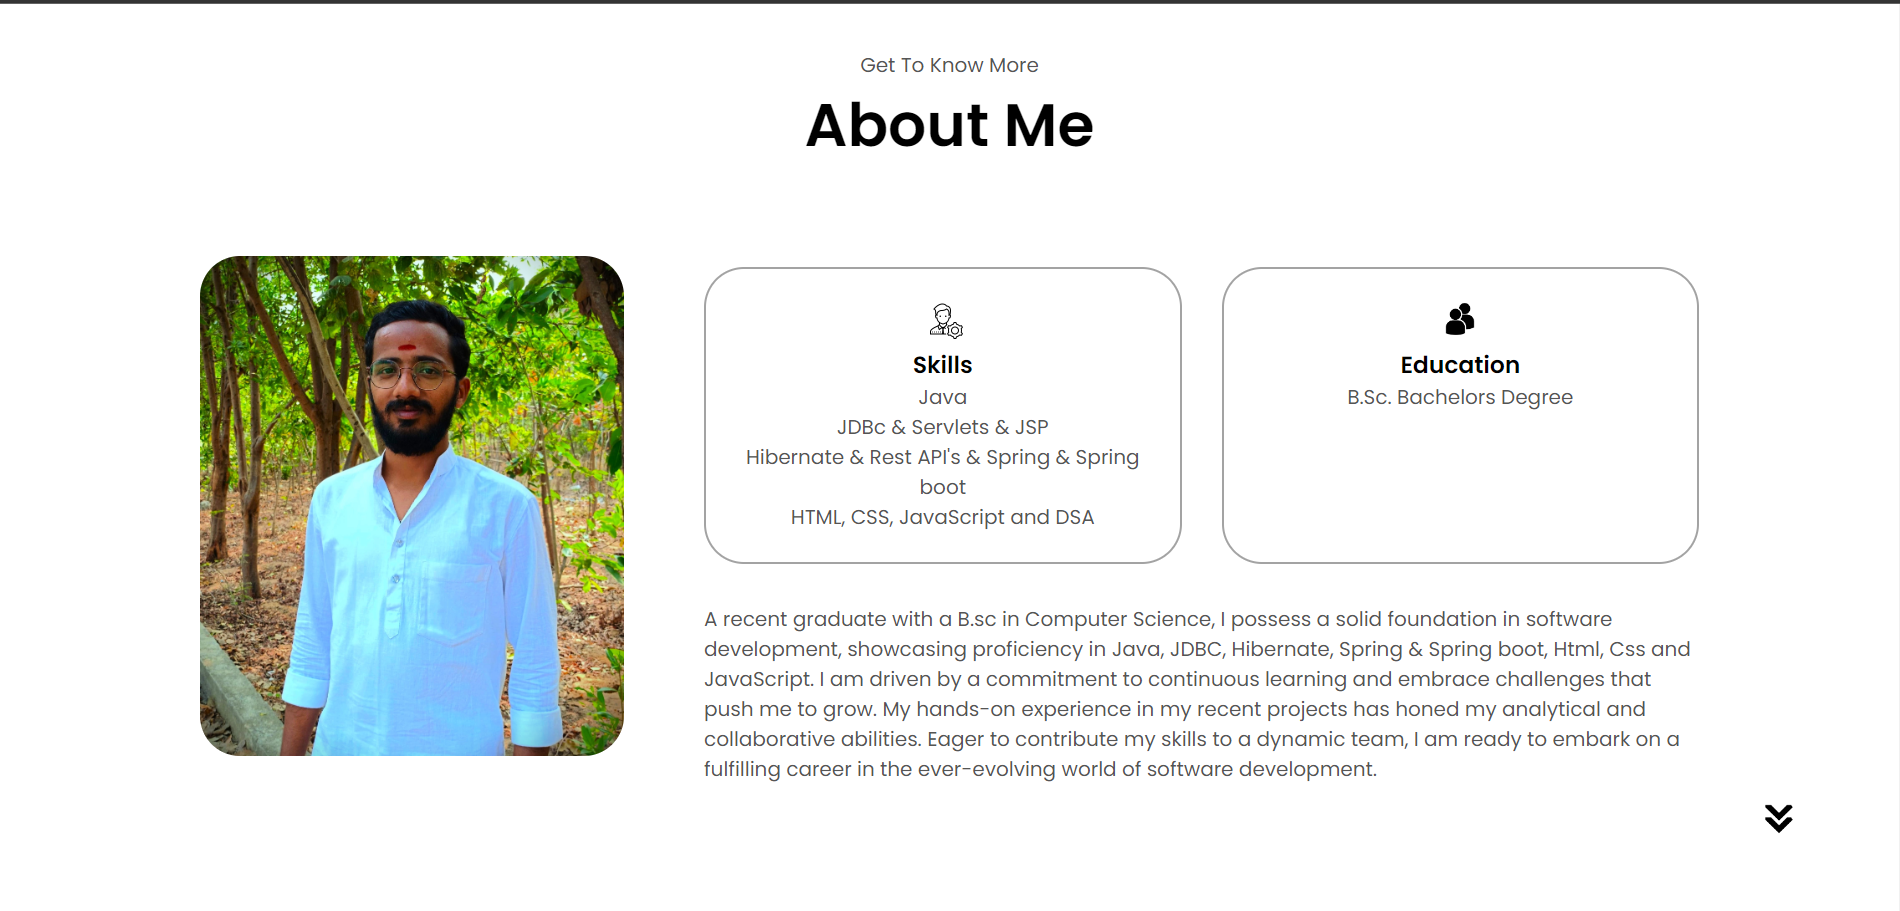 Get To Know More
About Me
Skills
Java
JDBc & Servlets & JSP
Hibernate & Rest API's & Spring & Spring
boot
HTML, CSS, JavaScript and DSA
Education
B.Sc. Bachelors Degree
A recent graduate with a B.sc in Computer Science, I possess a solid foundation in software
development, showcasing proficiency in Java, JDBC, Hibernate, Spring & Spring boot, Html, Css and
JavaScript. I am driven by a commitment to continuous learning and embrace challenges that
push me to grow. My hands-on experience in my recent projects has honed my analytical and
collaborative abilities. Eager to contribute my skills to a dynamic team, I am ready to embark on a
fulfilling career in the ever-evolving world of software development.